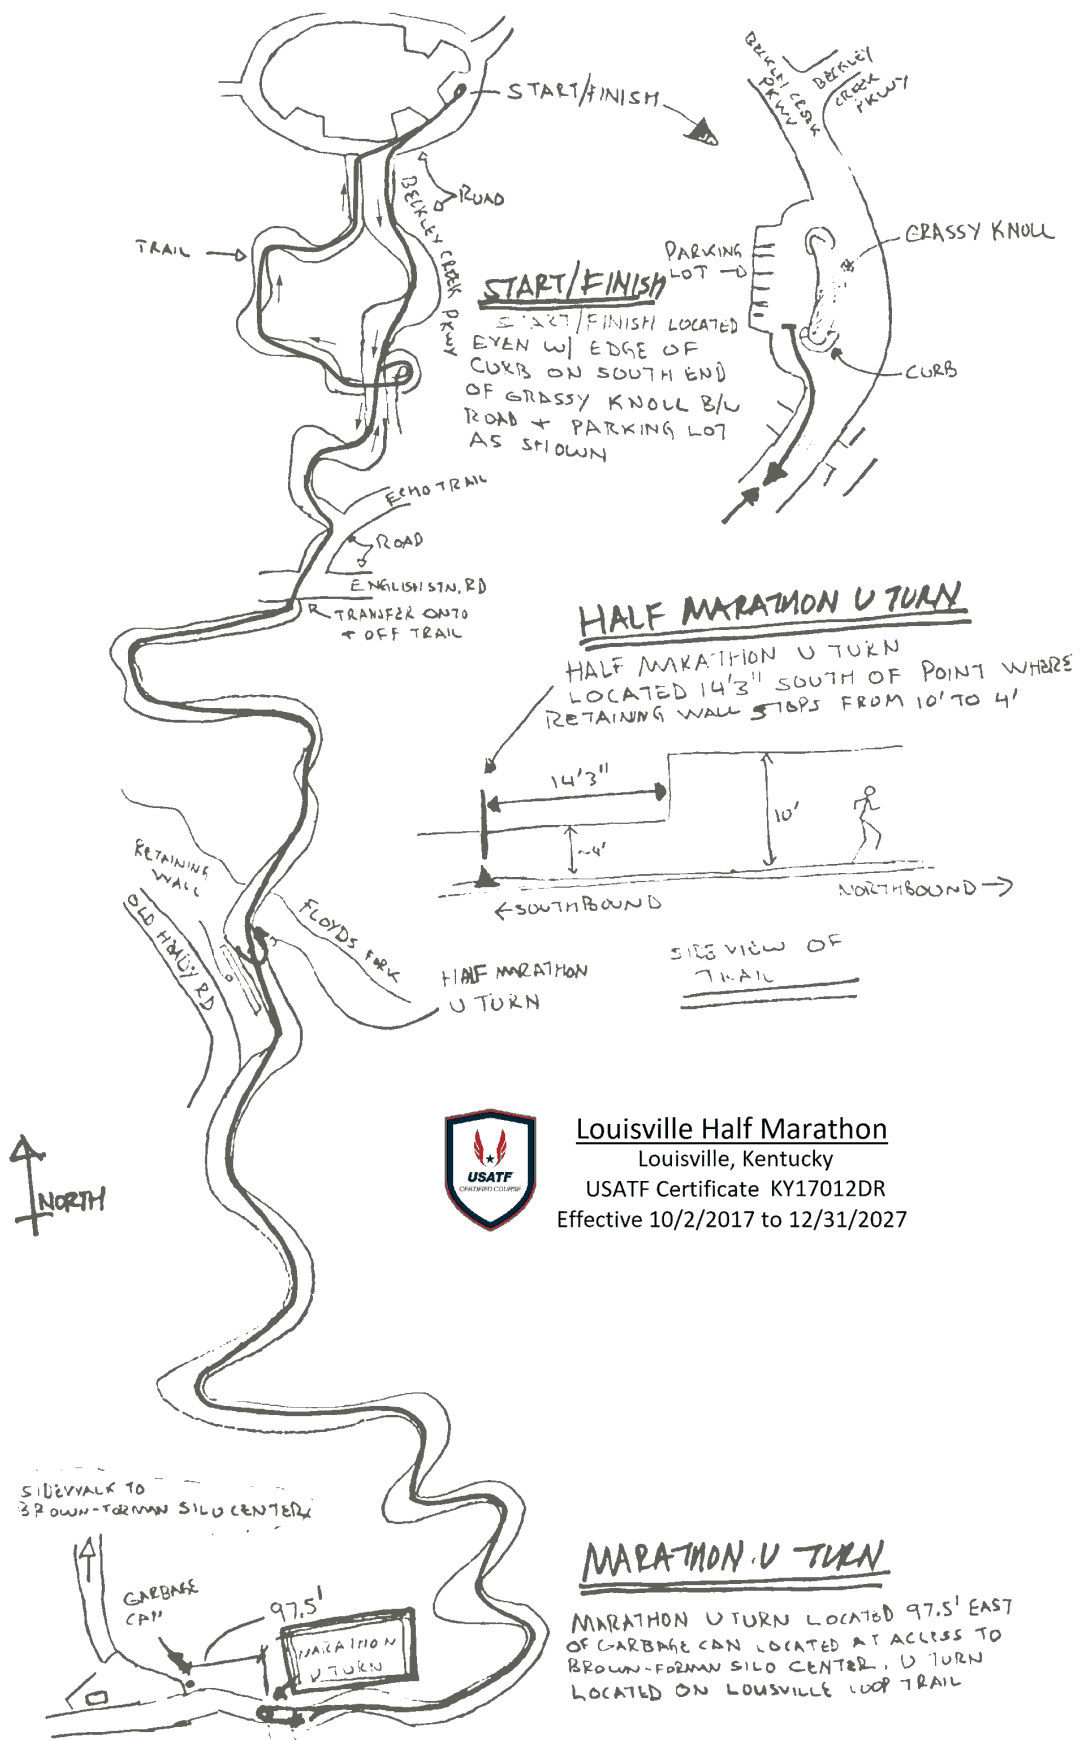 START/FINISH
BECKLEY CREEK PKWY
BECKLEY CREEK PKWY
ROAD
BECKLEY CREEK PKWY
TRAIL
GRASSY KNOLL
PARKING LOT
CURB
START/FINISH
START/FINISH LOCATED
EVEN W/ EDGE OF
CURB ON SOUTH END
OF GRASSY KNOLL B/W
ROAD + PARKING LOT
AS SHOWN
ECHO TRAIL
ROAD
ENGLISH STN. RD
TRANSFER ONTO
+ OFF TRAIL
HALF MARATHON U TURN
HALF MARATHON U TURN
LOCATED 14'3" SOUTH OF POINT WHERE
RETAINING WALL STOPS FROM 10' TO 4'
14'3"
10'
~4'
←SOUTHBOUND
NORTHBOUND→
SIDE VIEW OF
TRAIL
RETAINING
WALL
OLD HEADY RD
FLOYDS FORK
HALF MARATHON
U TURN
NORTH
USATF
CERTIFIED COURSE
Louisville Half Marathon
Louisville, Kentucky
USATF Certificate KY17012DR
Effective 10/2/2017 to 12/31/2027
SIDEWALK TO
BROWN-FORMAN SILO CENTER
GARBAGE
CAN
97.5'
MARATHON
U TURN
MARATHON U TURN
MARATHON U TURN LOCATED 97.5' EAST
OF GARBAGE CAN LOCATED AT ACCESS TO
BROWN-FORMAN SILO CENTER. U TURN
LOCATED ON LOUSVILLE LOOP TRAIL